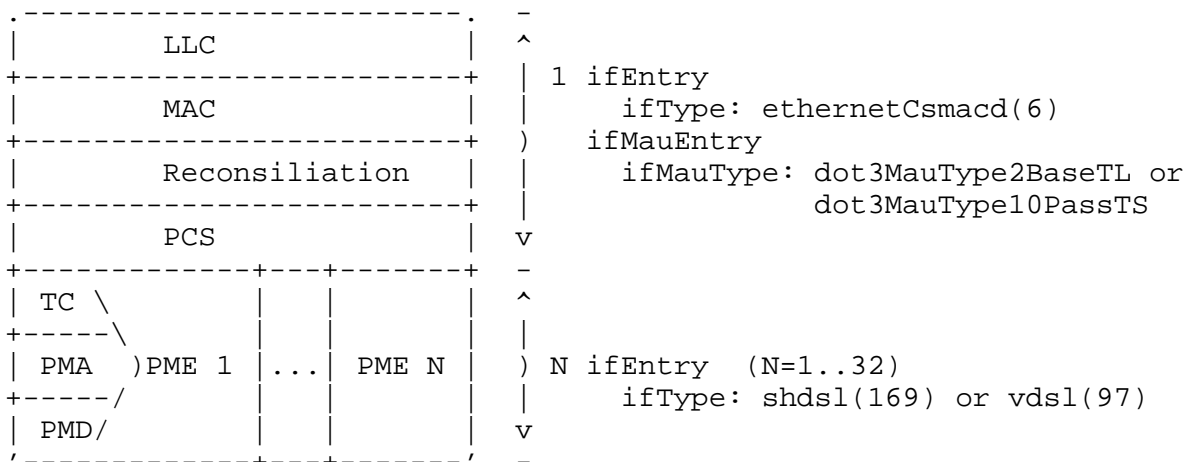 LLC
1 ifEntry
MAC ifType: ethernetCsmacd(6)
ifMauEntry
Reconsiliation ifMauType: dot3MauType2BaseTL or
dot3MauType10PassTS
PCS
TC
PMA PME 1 ... PME N N ifEntry (N=1..32)
ifType: shdsl(169) or vdsl(97)
PMD